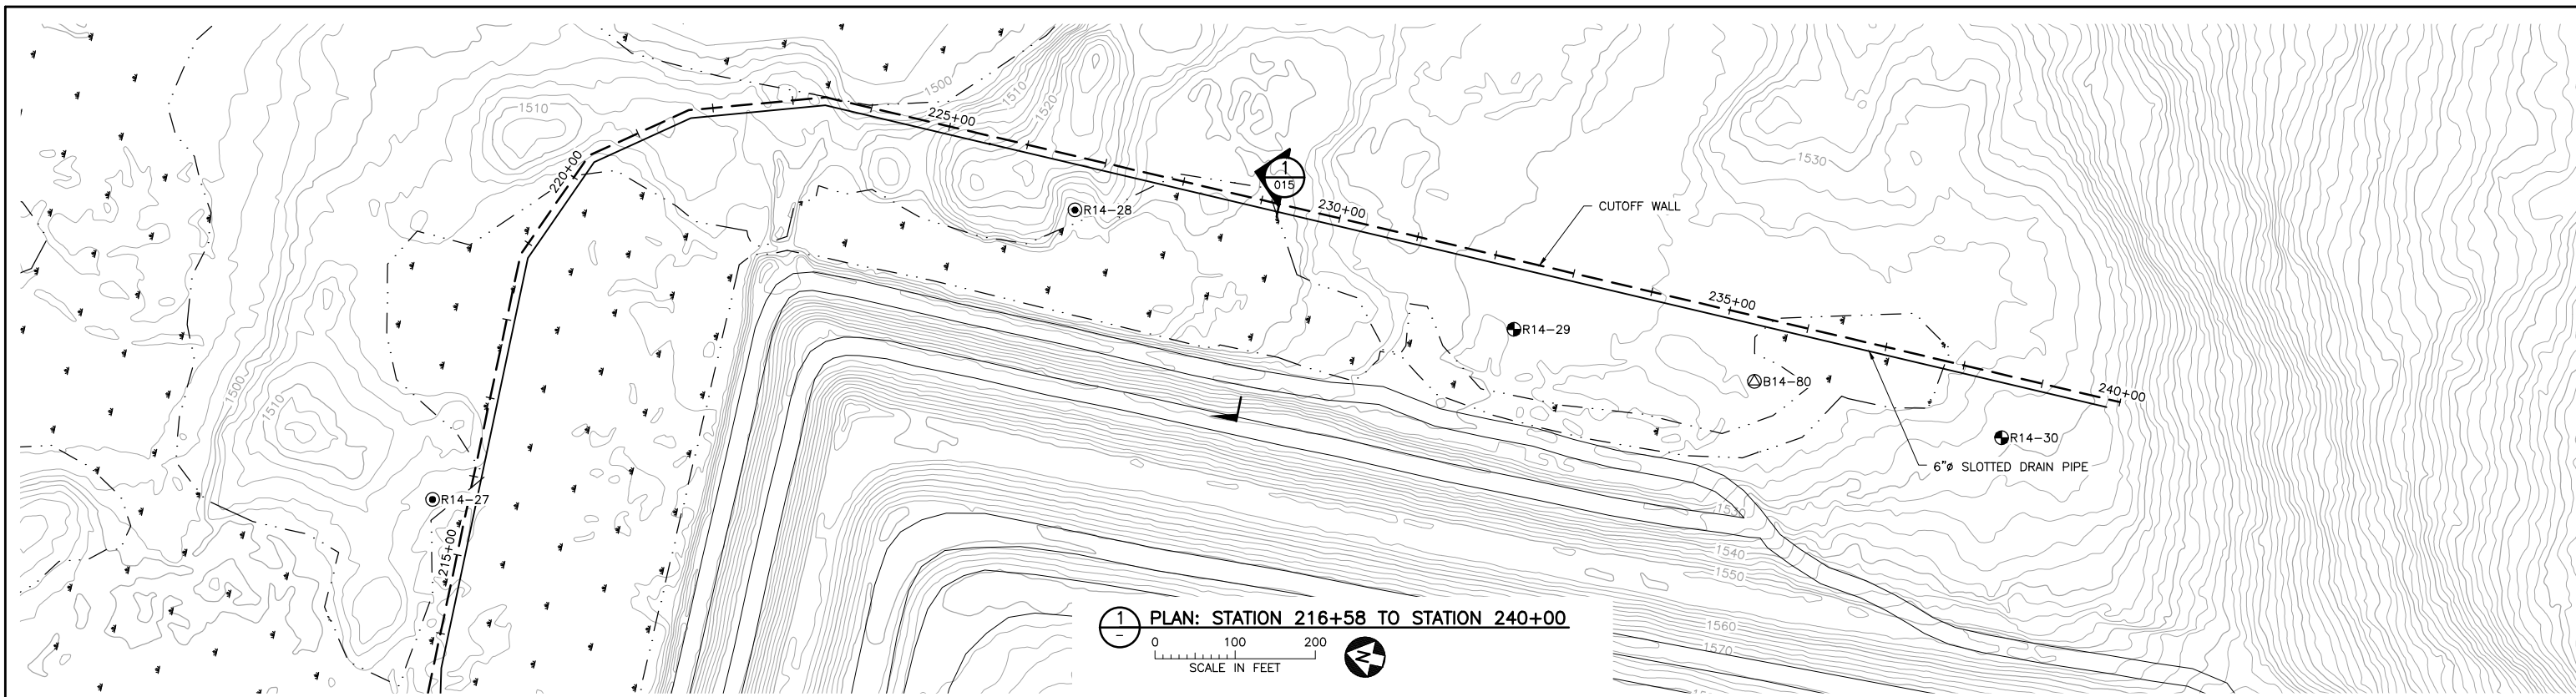 1500
1510
1510
1520
225+00
1
015
1530
220+00
R14-28
230+00
CUTOFF WALL
235+00
R14-29
1500
1510
B14-80
240+00
R14-30
6"ø SLOTTED DRAIN PIPE
R14-27
1530
215+00
1540
1550
1
–
PLAN: STATION 216+58 TO STATION 240+00
0 100 200
SCALE IN FEET
N
1560
1570